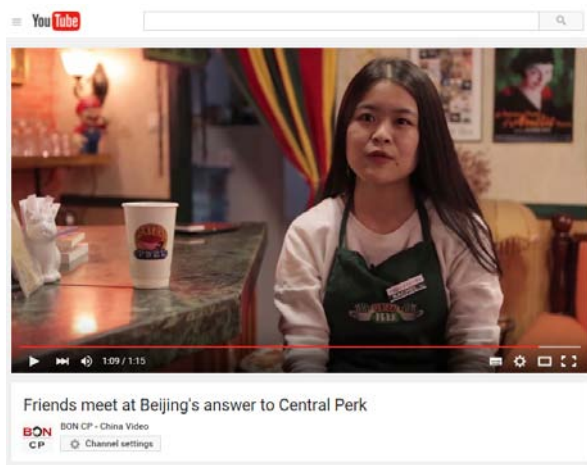 You Tube
1:09 / 1:15
Friends meet at Beijing's answer to Central Perk
BON CP - China Video
BON
CP
Channel settings